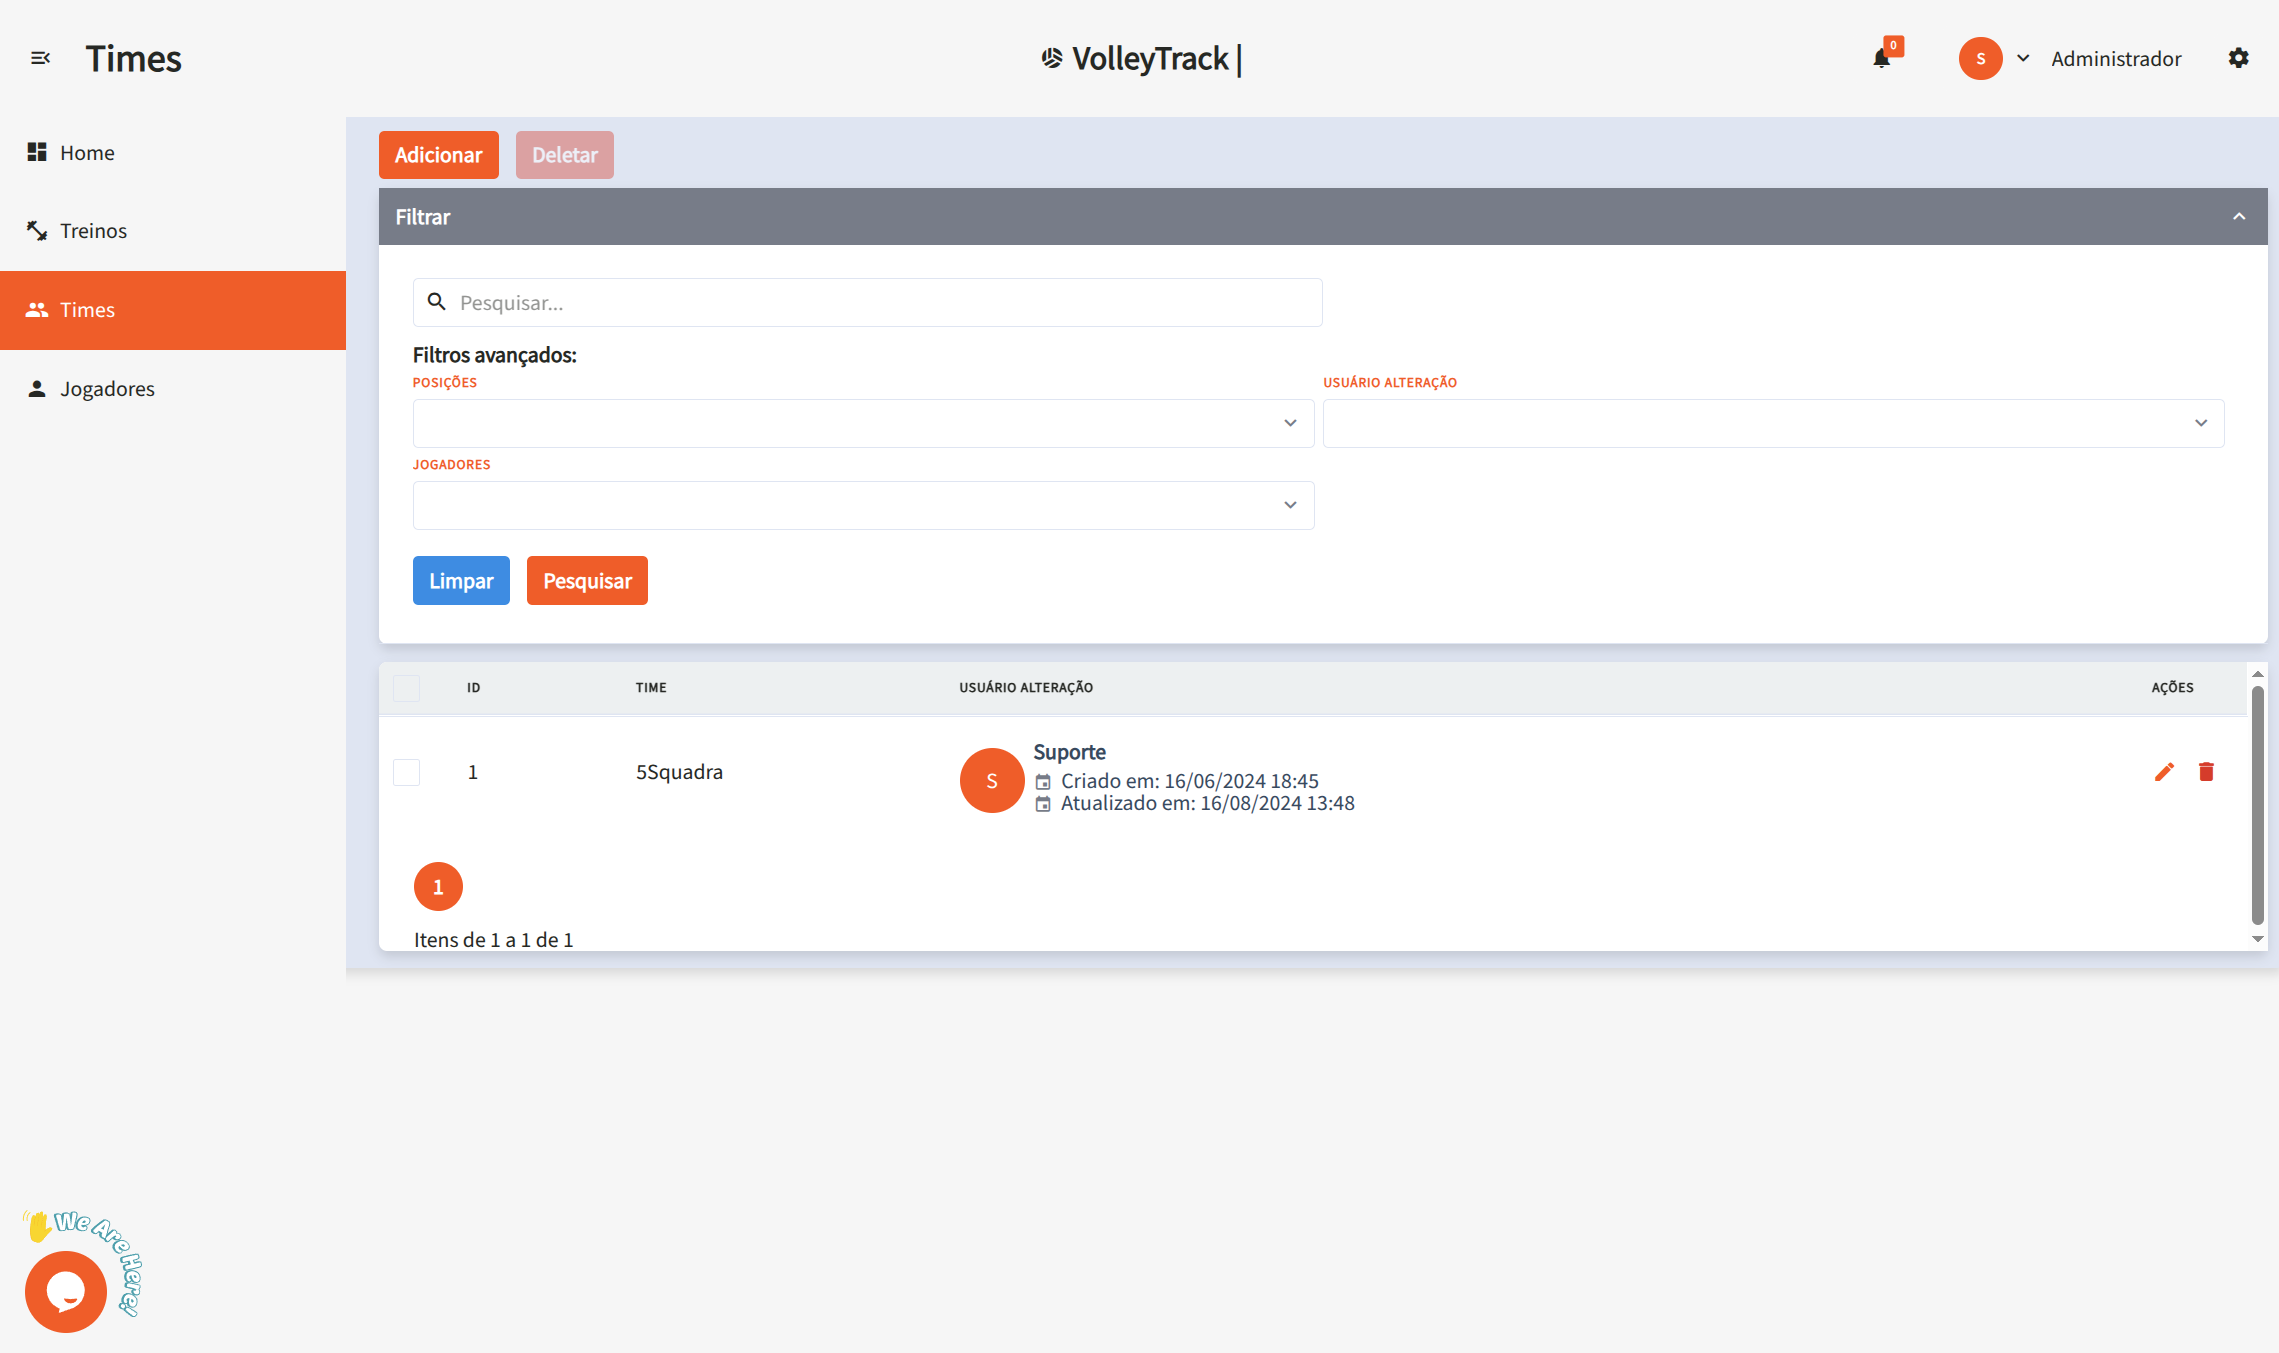 Times
VolleyTrack |
0
S
Administrador
Home
Treinos
Times
Jogadores
Adicionar
Deletar
Filtrar
Pesquisar...
Filtros avançados:
POSIÇÕES
USUÁRIO ALTERAÇÃO
JOGADORES
Limpar
Pesquisar
ID
TIME
USUÁRIO ALTERAÇÃO
AÇÕES
1
5Squadra
S
Suporte
Criado em: 16/06/2024 18:45
Atualizado em: 16/08/2024 13:48
1
Itens de 1 a 1 de 1
We Are Here!